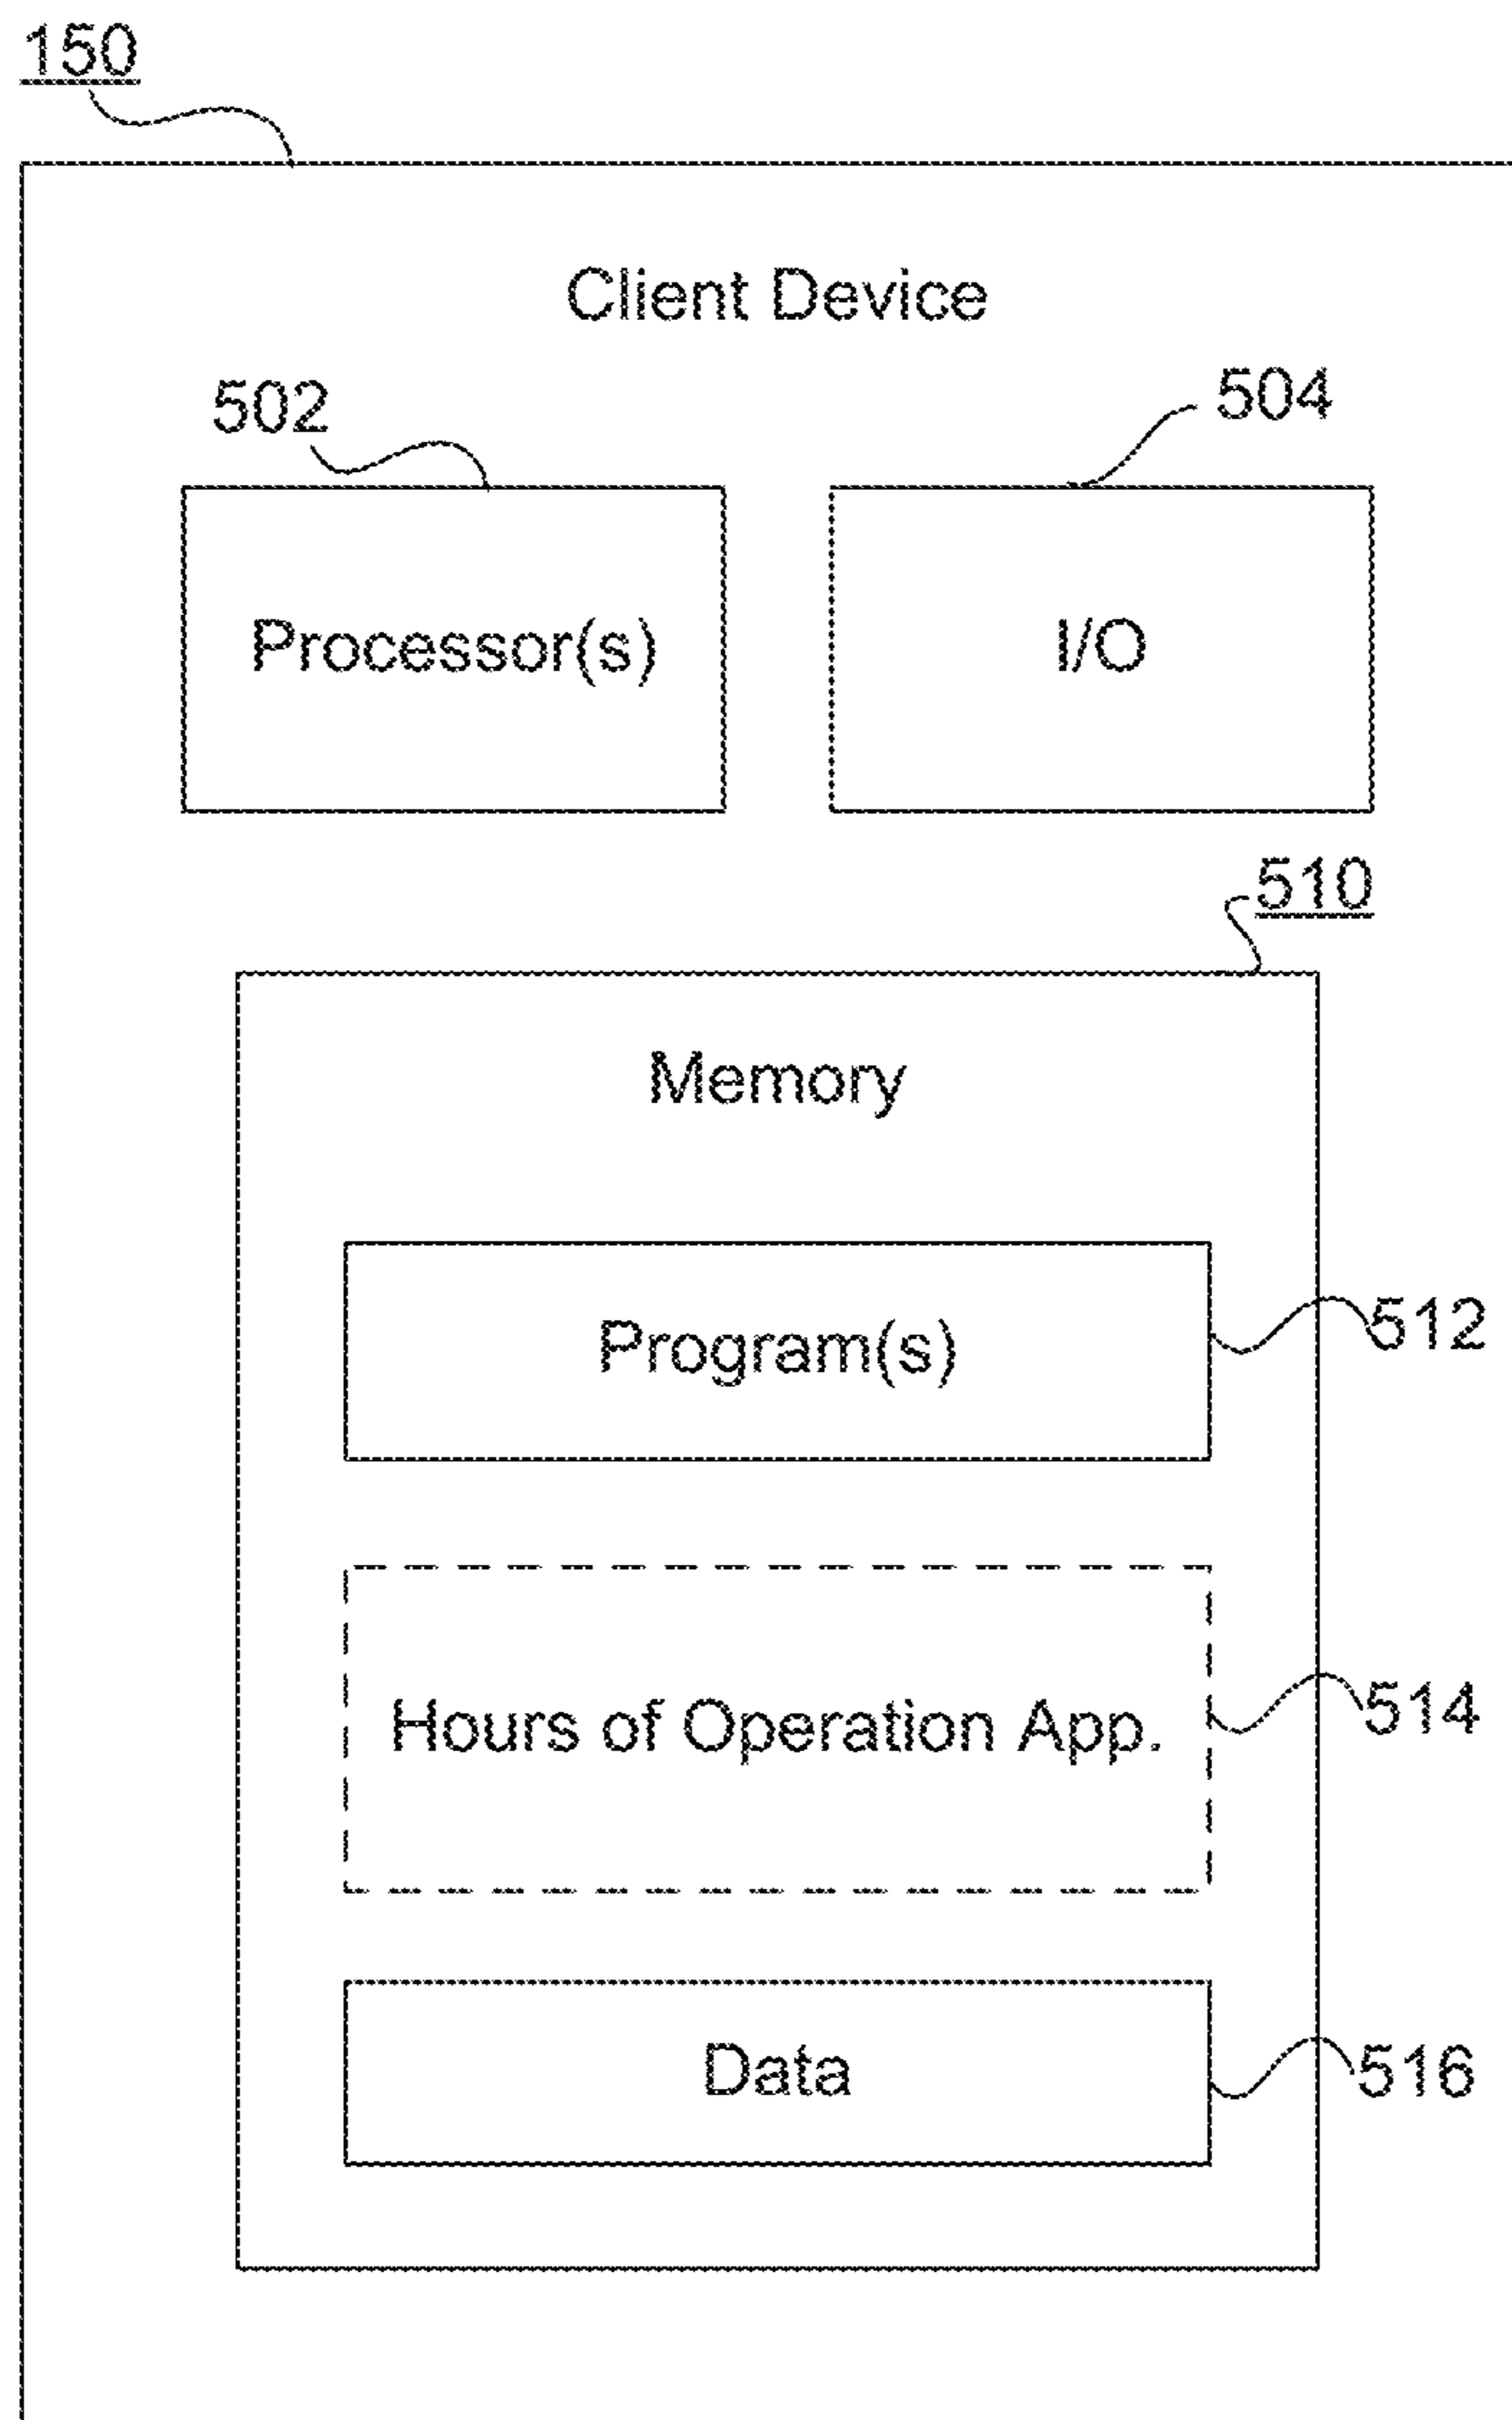 150
Client Device
502
504
Processor(s)
I/O
510
Memory
Program(s)
512
Hours of Operation App.
514
Data
516